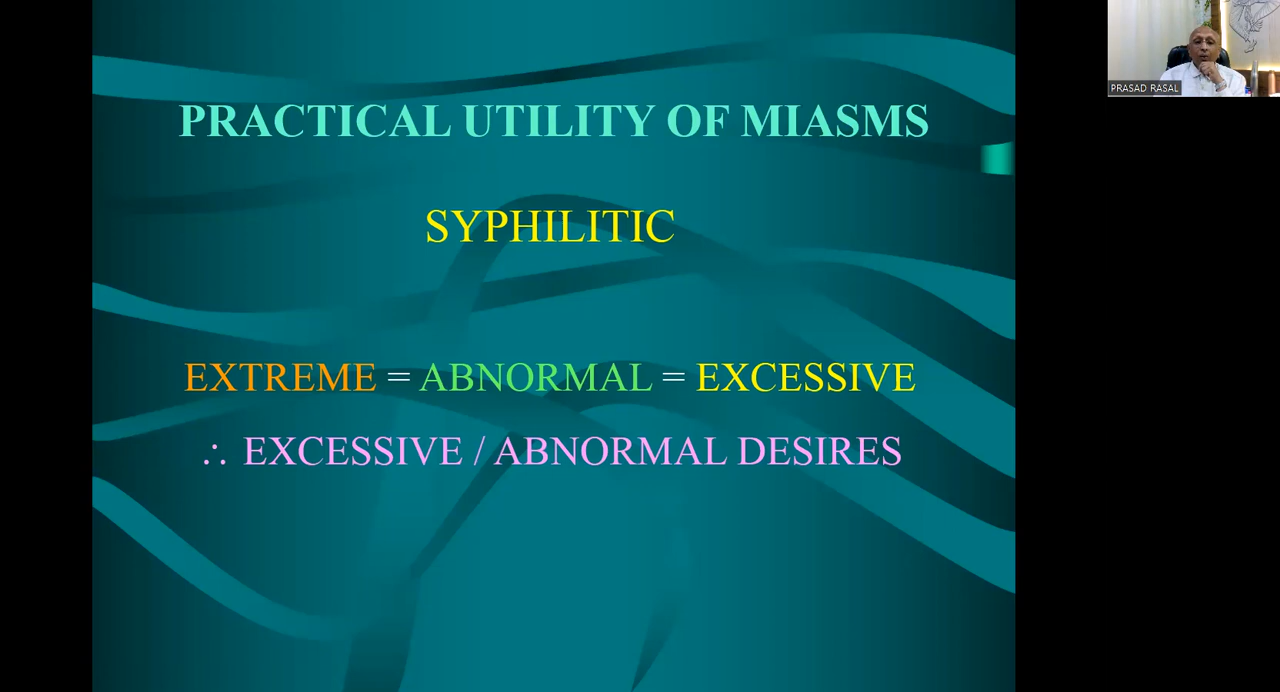 PRACTICAL UTILITY OF MIASMS
SYPHILITIC
EXTREME = ABNORMAL = EXCESSIVE
∴ EXCESSIVE / ABNORMAL DESIRES
PRASAD RASAL